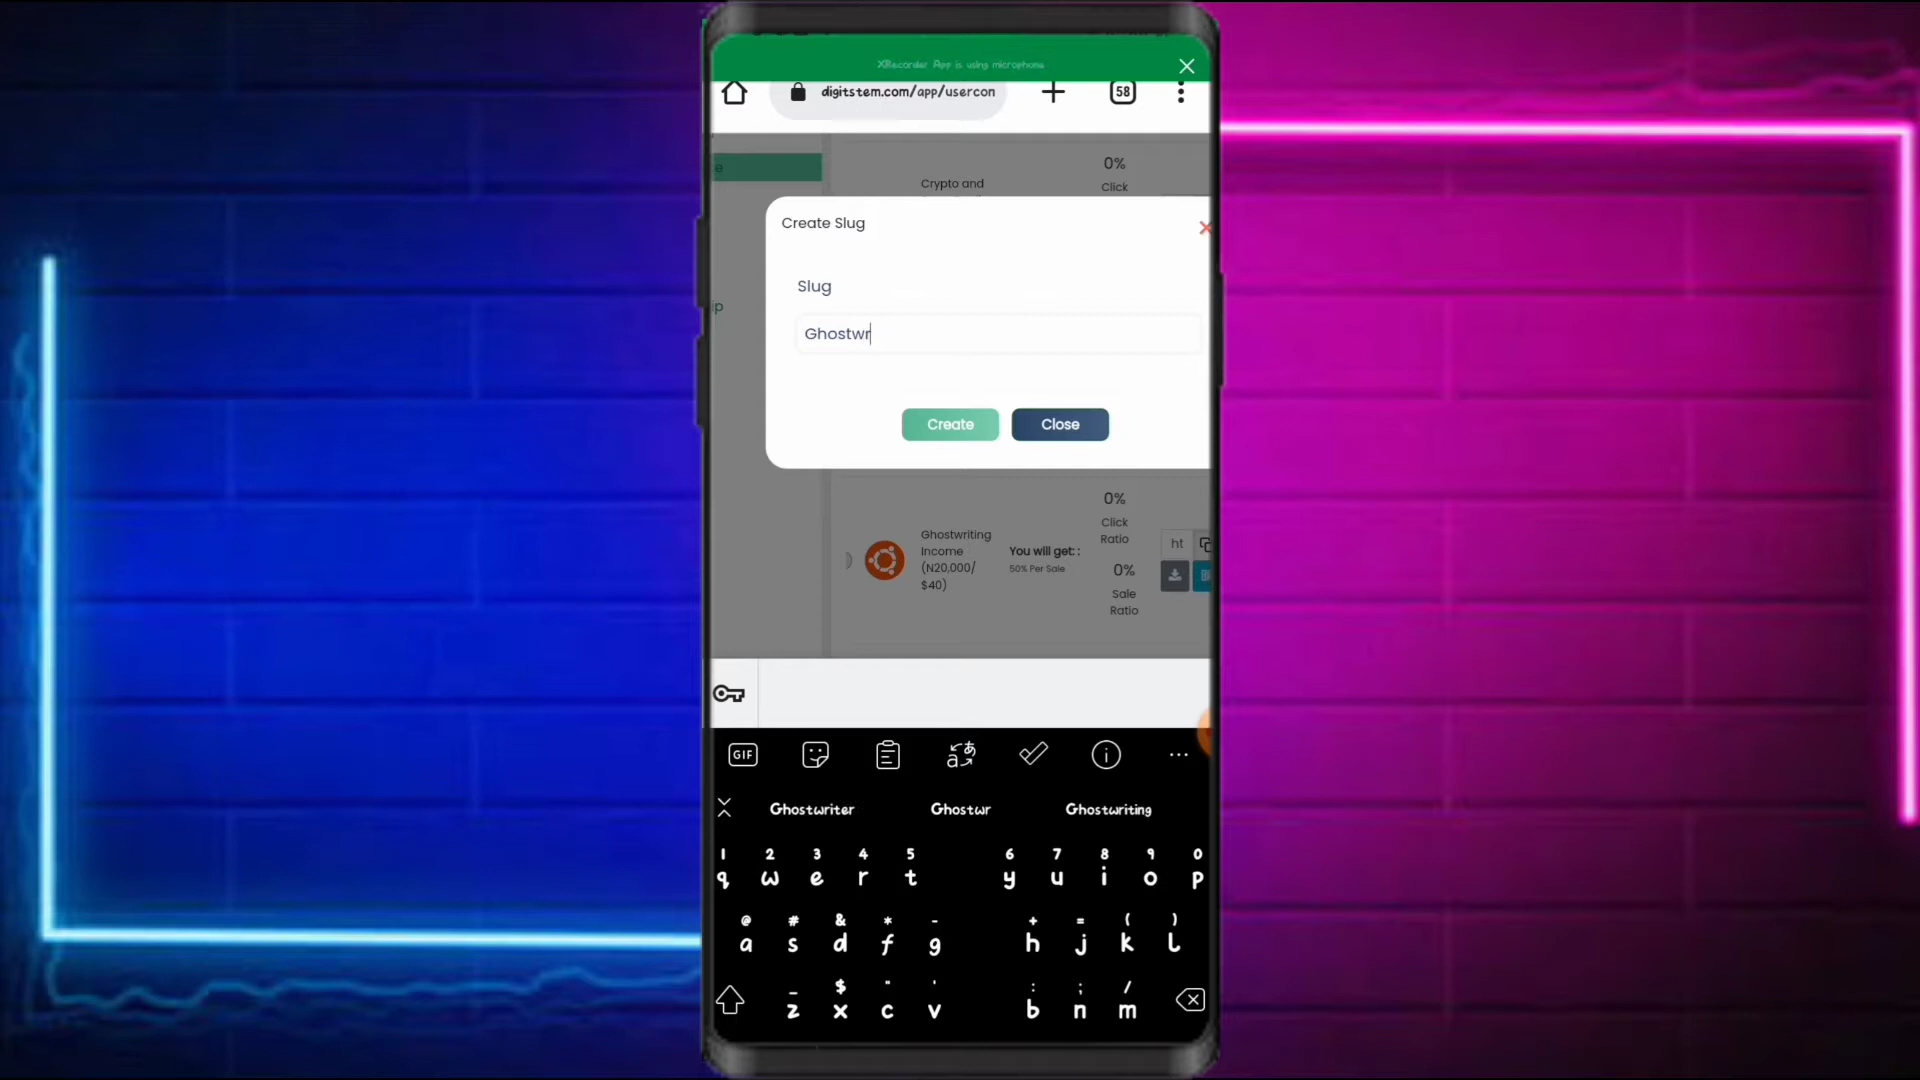 XRecorder App is using microphone
digitstem.com/app/usercon
58
e
0%
Crypto and
Click
Create Slug
Slug
ip
Ghostwr
Create Close
0%
Click
Ratio
Ghostwriting
Income
(N20,000/
$40)
You will get: :
50% Per Sale
ht
0%
Sale
Ratio
GIF
Ghostwriter Ghostwr Ghostwriting
1 2 3 4 5 6 7 8 9 0
q w e r t y u i o p
@ # & * - + = ( )
a s d f g h j k l
_ $ " ' : ; /
z x c v b n m